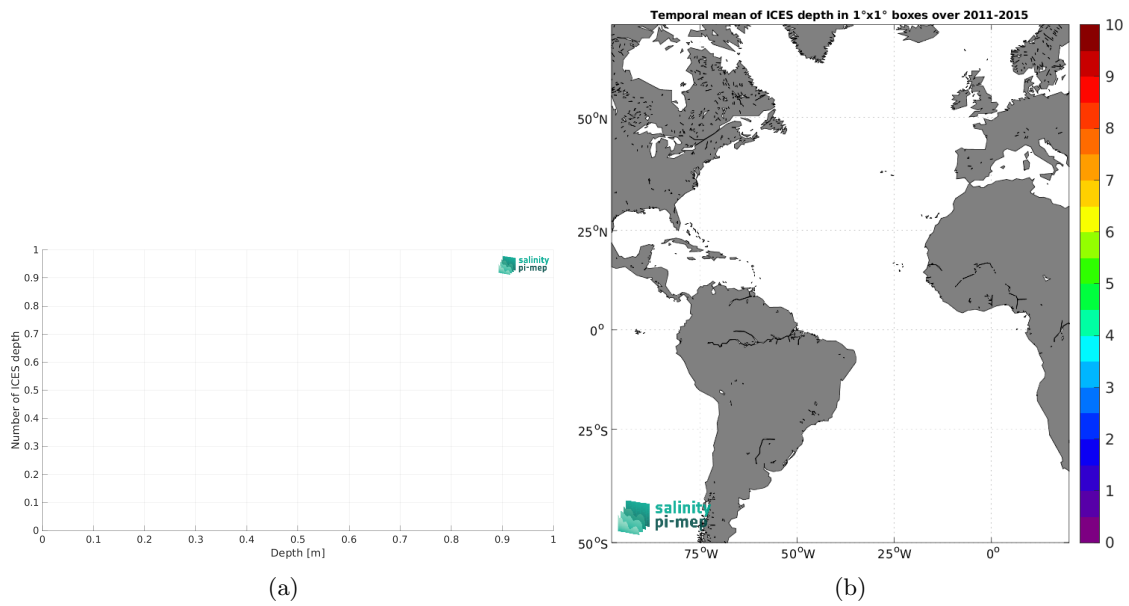 Temporal mean of ICES depth in 1°x1° boxes over 2011-2015
1
0.9
0.8
0.7
0.6
0.5
0.4
0.3
0.2
0.1
0
Number of ICES depth
0 0.1 0.2 0.3 0.4 0.5 0.6 0.7 0.8 0.9 1
Depth [m]
salinity
pi-mep
(a)
50°N
25°N
0°
25°S
50°S
75°W 50°W 25°W 0°
salinity
pi-mep
10
9
8
7
6
5
4
3
2
1
0
(b)